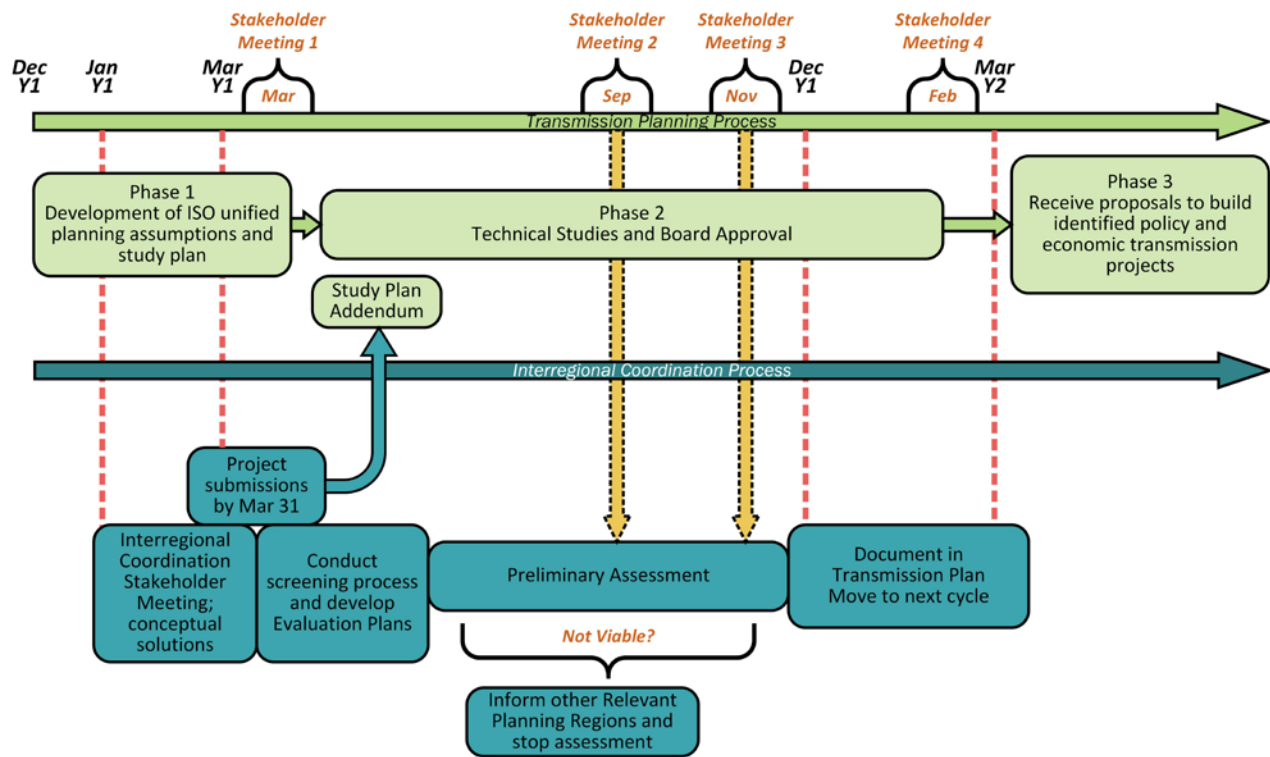 Stakeholder
Meeting 1
Stakeholder
Meeting 2
Stakeholder
Meeting 3
Stakeholder
Meeting 4
Dec
Y1
Jan
Y1
Mar
Y1
Mar
Sep
Nov
Dec
Y1
Feb
Mar
Y2
Transmission Planning Process
Phase 1
Development of ISO unified
planning assumptions and
study plan
Phase 2
Technical Studies and Board Approval
Phase 3
Receive proposals to build
identified policy and
economic transmission
projects
Study Plan
Addendum
Interregional Coordination Process
Project
submissions
by Mar 31
Interregional
Coordination
Stakeholder
Meeting;
conceptual
solutions
Conduct
screening process
and develop
Evaluation Plans
Preliminary Assessment
Document in
Transmission Plan
Move to next cycle
Not Viable?
Inform other Relevant
Planning Regions and
stop assessment